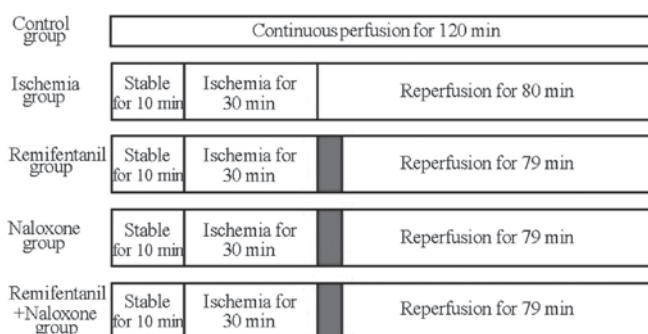 Control
group
Continuous perfusion for 120 min
Ischemia
group
Stable
for 10 min
Ischemia for
30 min
Reperfusion for 80 min
Remifentanil
group
Stable
for 10 min
Ischemia for
30 min
Reperfusion for 79 min
Naloxone
group
Stable
for 10 min
Ischemia for
30 min
Reperfusion for 79 min
Remifentanil
+Naloxone
group
Stable
for 10 min
Ischemia for
30 min
Reperfusion for 79 min